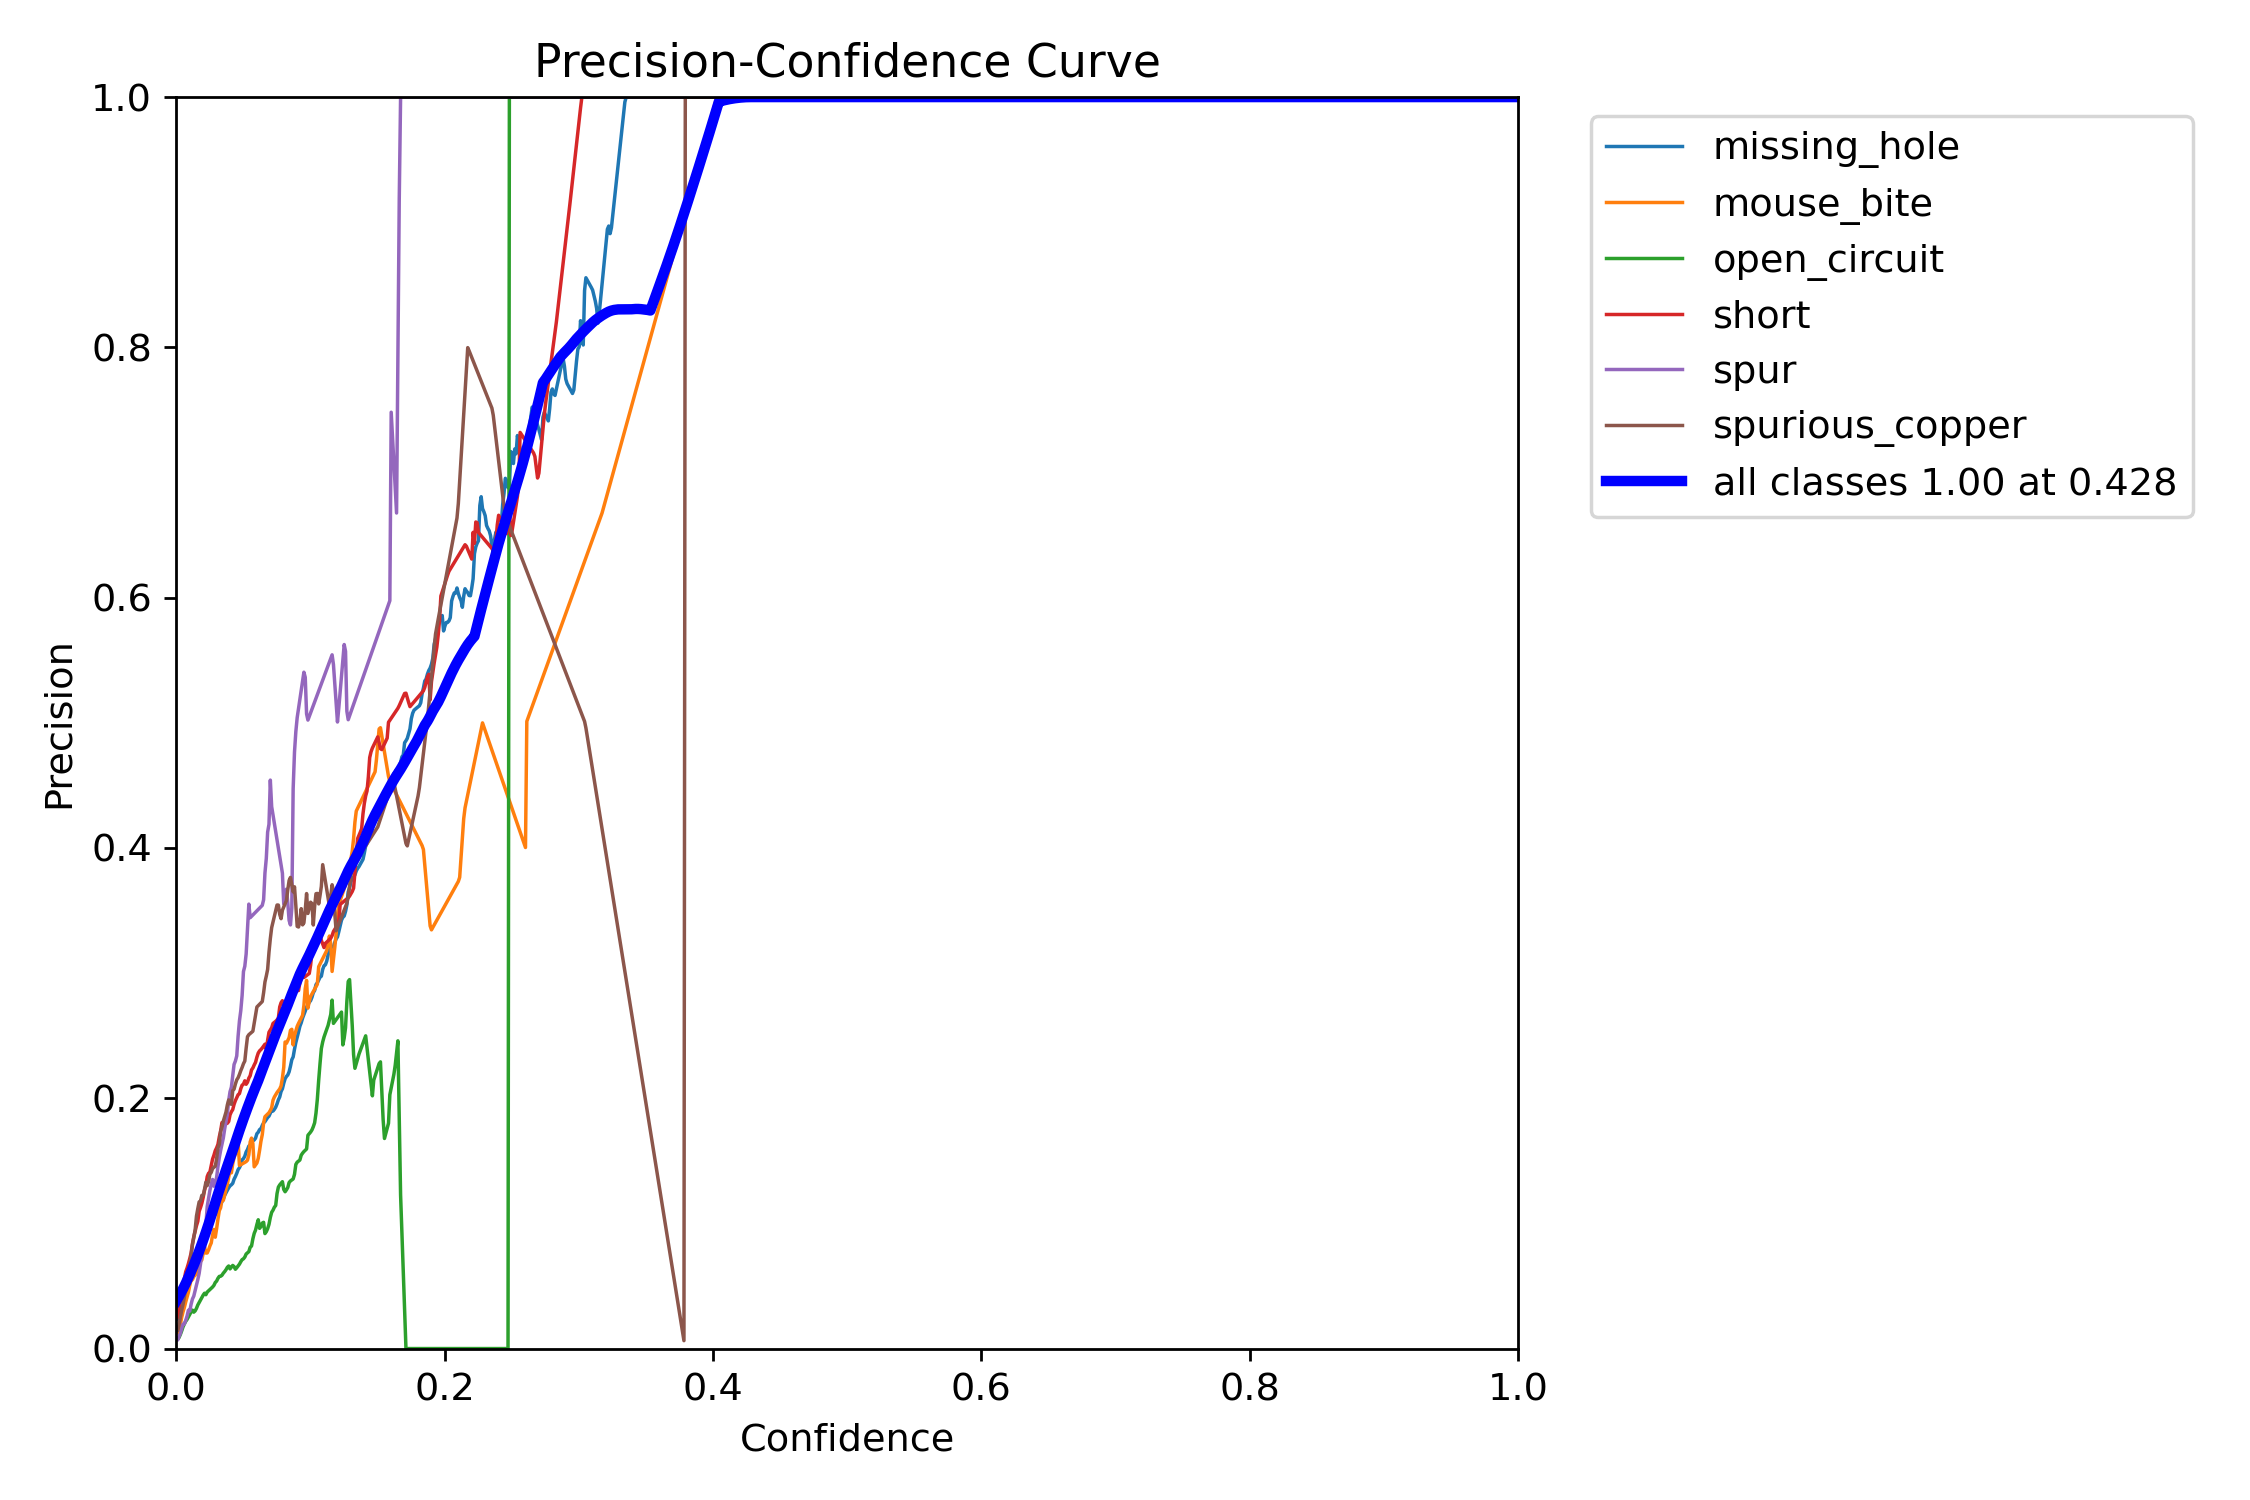 Precision-Confidence Curve
1.0
0.8
0.6
0.4
0.2
0.0
Precision
0.0 0.2 0.4 0.6 0.8 1.0
Confidence
missing_hole
mouse_bite
open_circuit
short
spur
spurious_copper
all classes 1.00 at 0.428